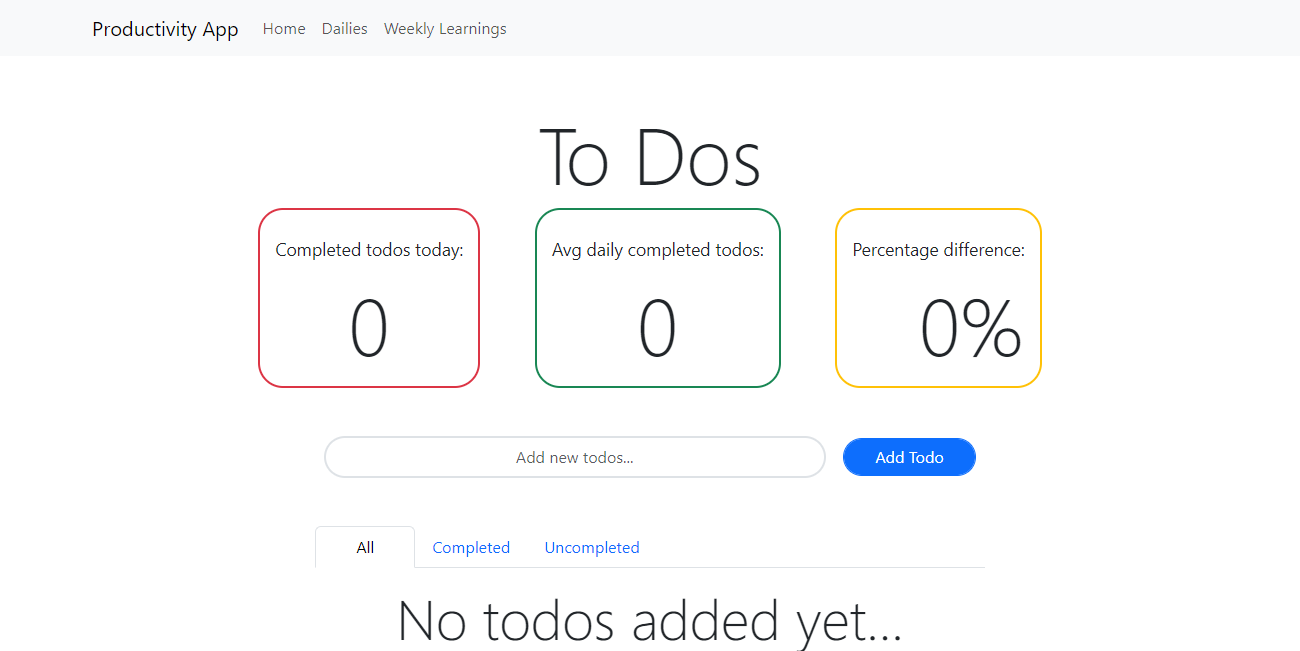 Productivity App Home Dailies Weekly Learnings
To Dos
Completed todos today:
0
Avg daily completed todos:
0
Percentage difference:
0%
Add new todos...
Add Todo
All Completed Uncompleted
No todos added yet...